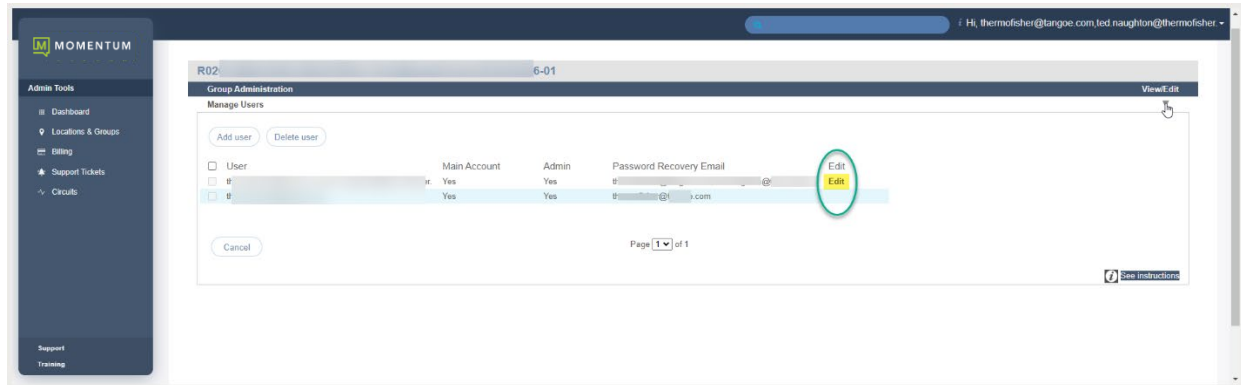 Hi, thermofisher@tangoe.com,ted.naughton@thermofisher.
M MOMENTUM
R02 6-01
Admin Tools
Group Administration View/Edit
Manage Users
Dashboard
Locations & Groups
Billing
Support Tickets
Circuits
Add user Delete user
User Main Account Admin Password Recovery Email Edit
Yes Yes @ Edit
Yes Yes @ .com
Cancel Page 1 of 1
See instructions
Support
Training